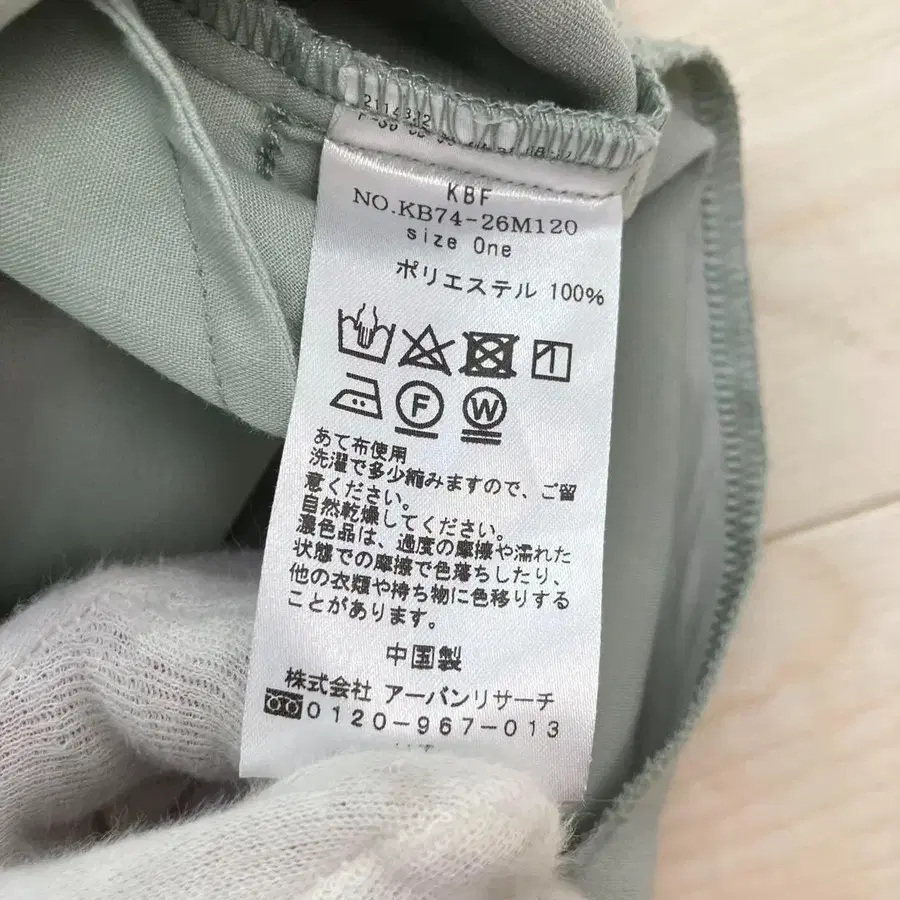 2114312
KBF
NO.KB74-26M120
size One
ポリエステル 100%
F
W
あて布使用
洗濯で多少縮みますので、ご留
意ください。
自然乾燥してください。
濃色品は、過度の摩擦や濡れた
状態での摩擦で色落ちしたり、
他の衣類や持ち物に色移りする
ことがあります。
中国製
株式会社 アーバンリサーチ
0120-967-013